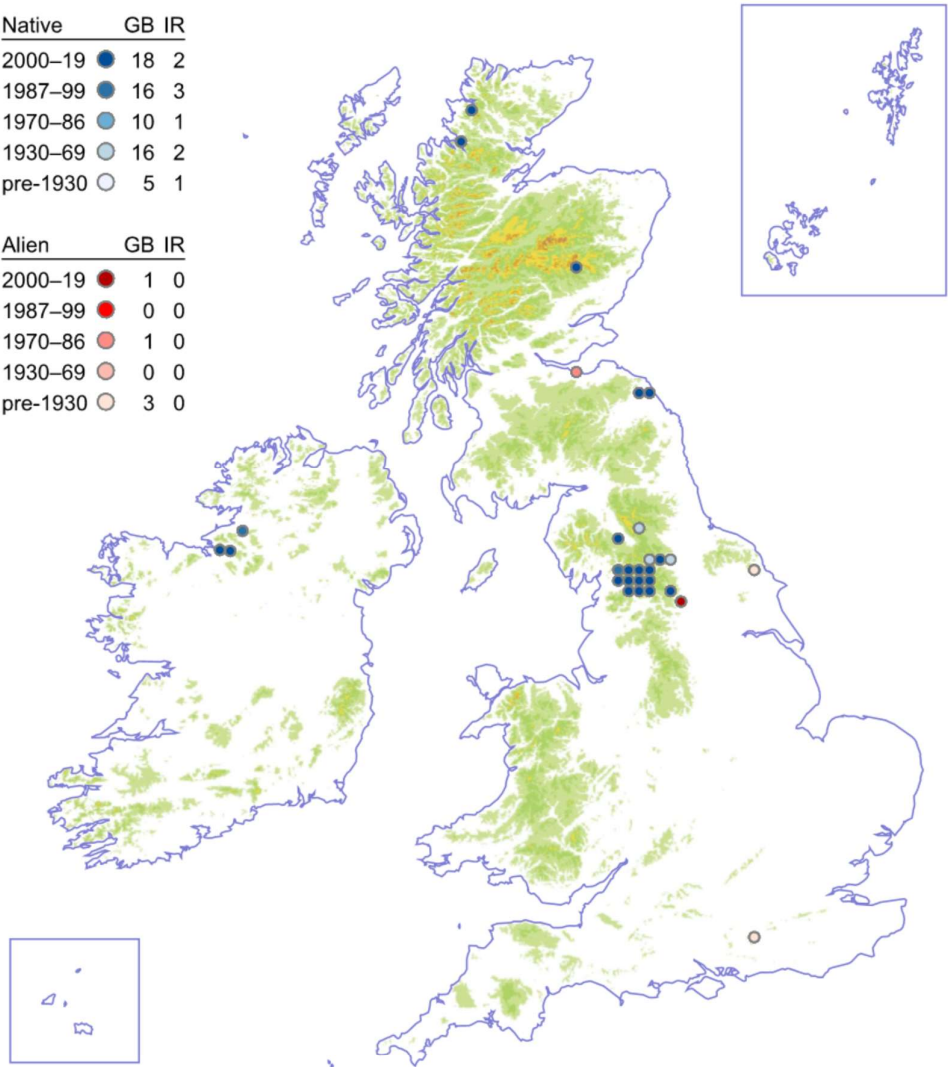 Native GB IR
2000–19 18 2
1987–99 16 3
1970–86 10 1
1930–69 16 2
pre-1930 5 1
Alien GB IR
2000–19 1 0
1987–99 0 0
1970–86 1 0
1930–69 0 0
pre-1930 3 0